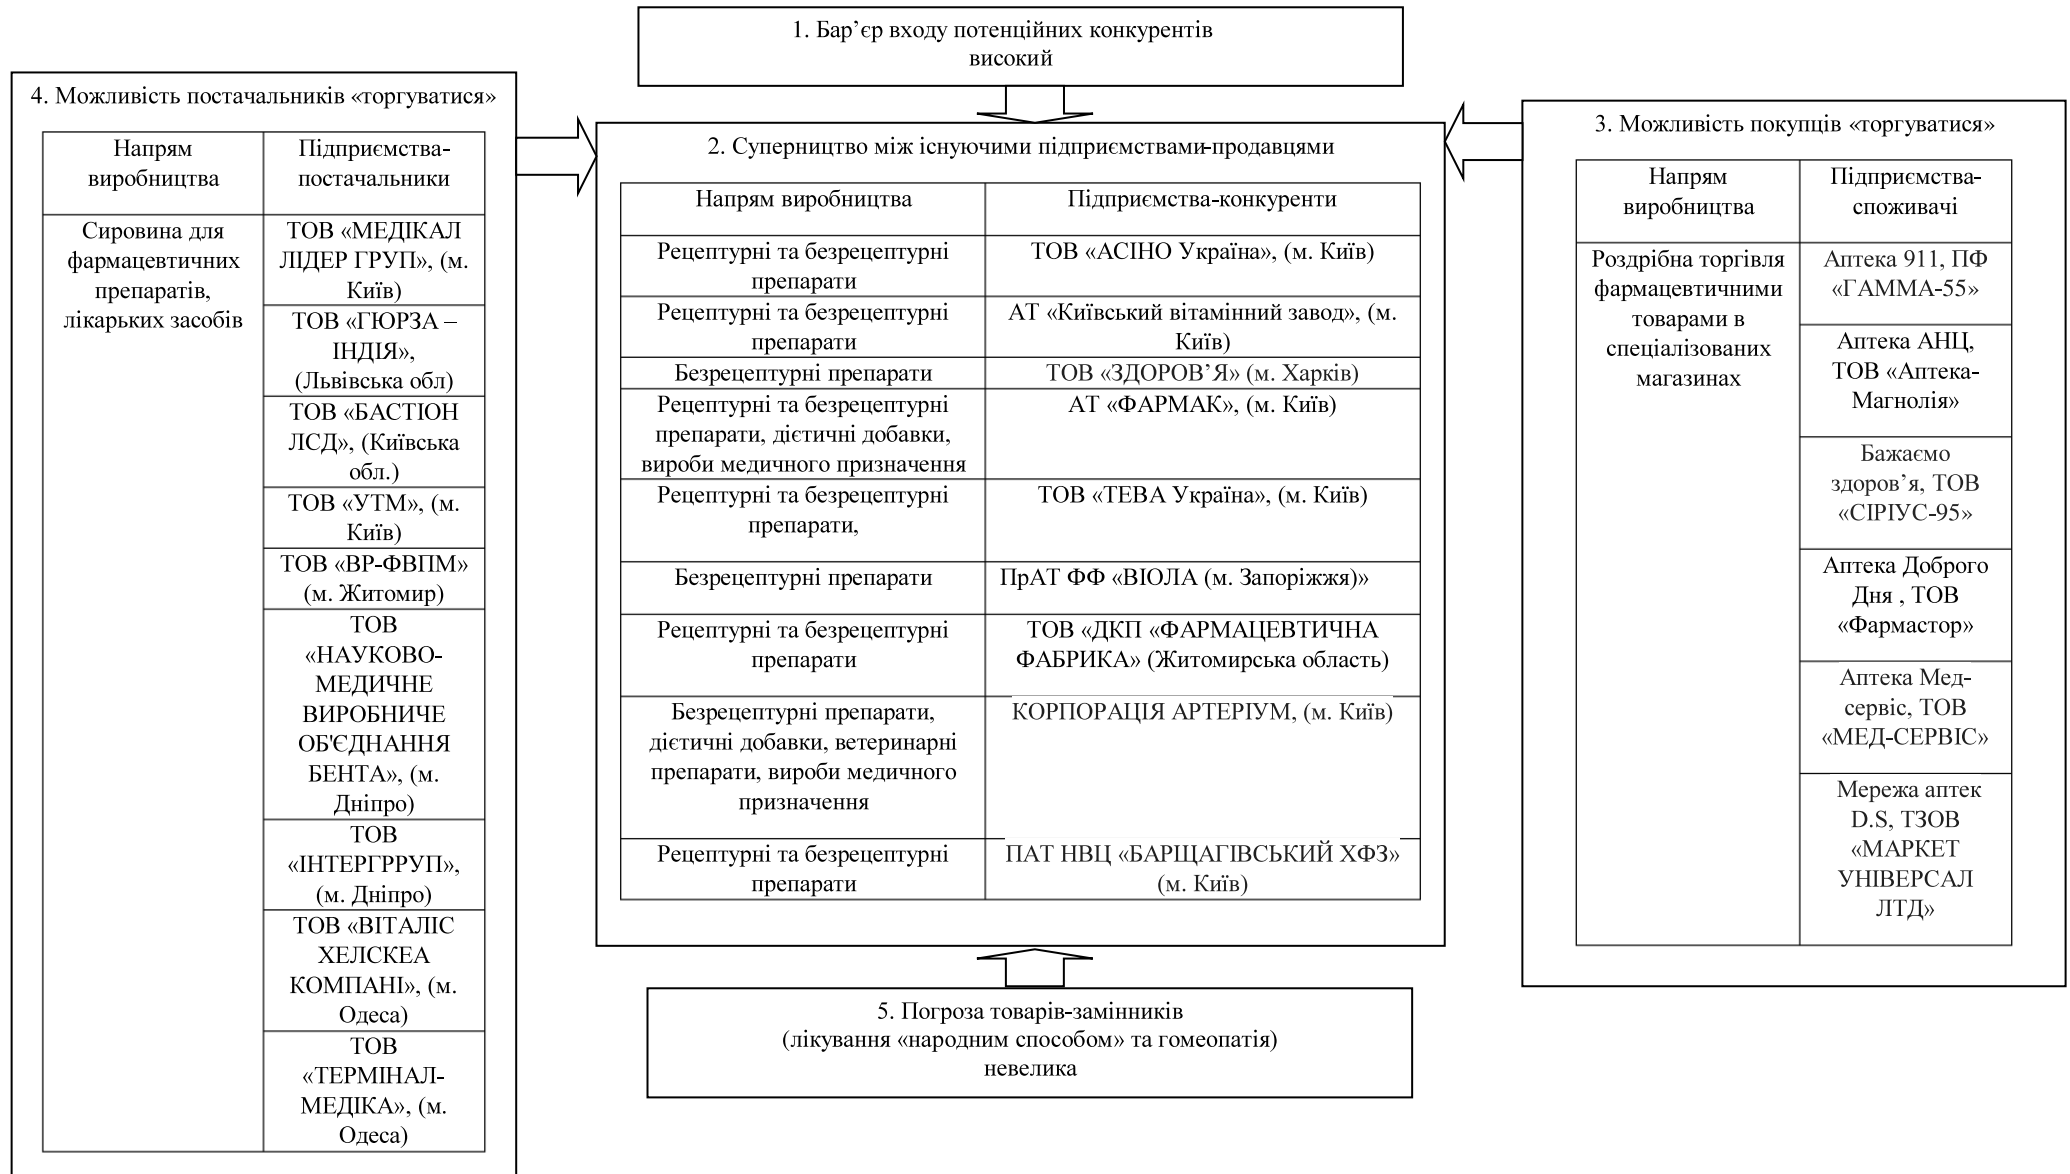 1. Бар’єр входу потенційних конкурентів
високий
4. Можливість постачальників «торгуватися»
Напрям
виробництва
Підприємства-
постачальники
Сировина для
фармацевтичних
препаратів,
лікарьких засобів
ТОВ «МЕДІКАЛ
ЛІДЕР ГРУП», (м.
Київ)
ТОВ «ГЮРЗА –
ІНДІЯ»,
(Львівська обл)
ТОВ «БАСТІОН
ЛСД», (Київська
обл.)
ТОВ «УТМ», (м.
Київ)
ТОВ «ВР-ФВПМ»
(м. Житомир)
ТОВ
«НАУКОВО-
МЕДИЧНЕ
ВИРОБНИЧЕ
ОБ'ЄДНАННЯ
БЕНТА», (м.
Дніпро)
ТОВ
«ІНТЕРГРРУП»,
(м. Дніпро)
ТОВ «ВІТАЛІС
ХЕЛСКЕА
КОМПАНІ», (м.
Одеса)
ТОВ
«ТЕРМІНАЛ-
МЕДІКА», (м.
Одеса)
2. Суперництво між існуючими підприємствами-продавцями
Напрям виробництва
Підприємства-конкуренти
Рецептурні та безрецептурні
препарати
ТОВ «АСІНО Україна», (м. Київ)
Рецептурні та безрецептурні
препарати
АТ «Київський вітамінний завод», (м.
Київ)
Безрецептурні препарати
ТОВ «ЗДОРОВ’Я» (м. Харків)
Рецептурні та безрецептурні
препарати, дієтичні добавки,
вироби медичного призначення
АТ «ФАРМАК», (м. Київ)
Рецептурні та безрецептурні
препарати,
ТОВ «ТЕВА Україна», (м. Київ)
Безрецептурні препарати
ПрАТ ФФ «ВІОЛА (м. Запоріжжя)»
Рецептурні та безрецептурні
препарати
ТОВ «ДКП «ФАРМАЦЕВТИЧНА
ФАБРИКА» (Житомирська область)
Безрецептурні препарати,
дієтичні добавки, ветеринарні
препарати, вироби медичного
призначення
КОРПОРАЦІЯ АРТЕРІУМ, (м. Київ)
Рецептурні та безрецептурні
препарати
ПАТ НВЦ «БАРЩАГІВСЬКИЙ ХФЗ»
(м. Київ)
3. Можливість покупців «торгуватися»
Напрям
виробництва
Підприємства-
споживачі
Роздрібна торгівля
фармацевтичними
товарами в
спеціалізованих
магазинах
Аптека 911, ПФ
«ГАММА-55»
Аптека АНЦ,
ТОВ «Аптека-
Магнолія»
Бажаємо
здоров’я, ТОВ
«СІРІУС-95»
Аптека Доброго
Дня , ТОВ
«Фармастор»
Аптека Мед-
сервіс, ТОВ
«МЕД-СЕРВІС»
Мережа аптек
D.S, ТЗОВ
«МАРКЕТ
УНІВЕРСАЛ
ЛТД»
5. Погроза товарів-замінників
(лікування «народним способом» та гомеопатія)
невелика